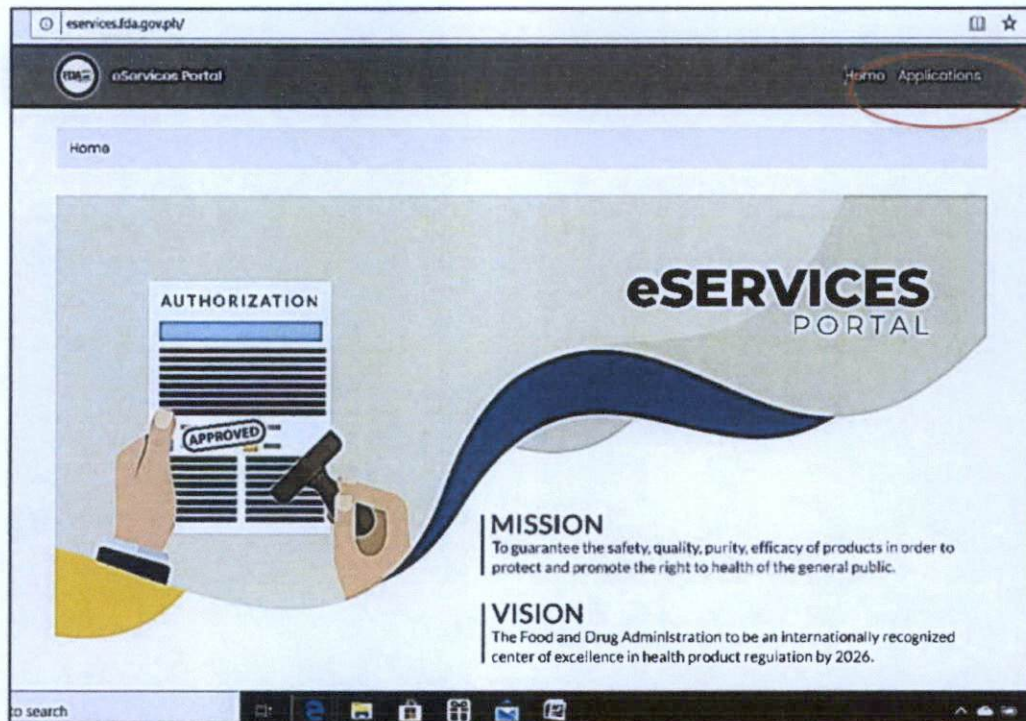 eservices.fda.gov.ph/
FDA
eServices Portal
Home Applications
Home
eSERVICES
PORTAL
AUTHORIZATION
APPROVED
MISSION
To guarantee the safety, quality, purity, efficacy of products in order to
protect and promote the right to health of the general public.
VISION
The Food and Drug Administration to be an internationally recognized
center of excellence in health product regulation by 2026.
to search